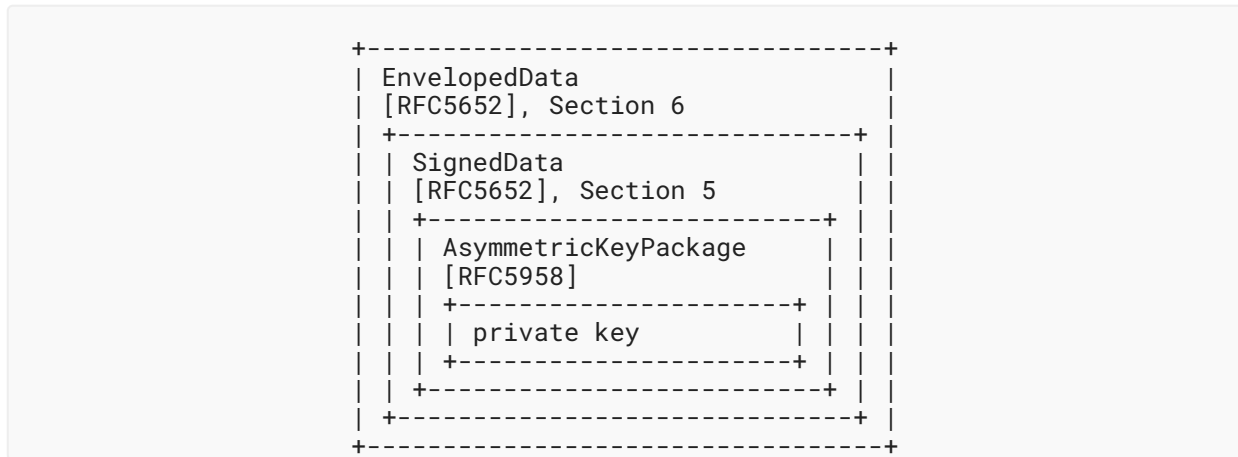 EnvelopedData
[RFC5652], Section 6
SignedData
[RFC5652], Section 5
AsymmetricKeyPackage
[RFC5958]
private key